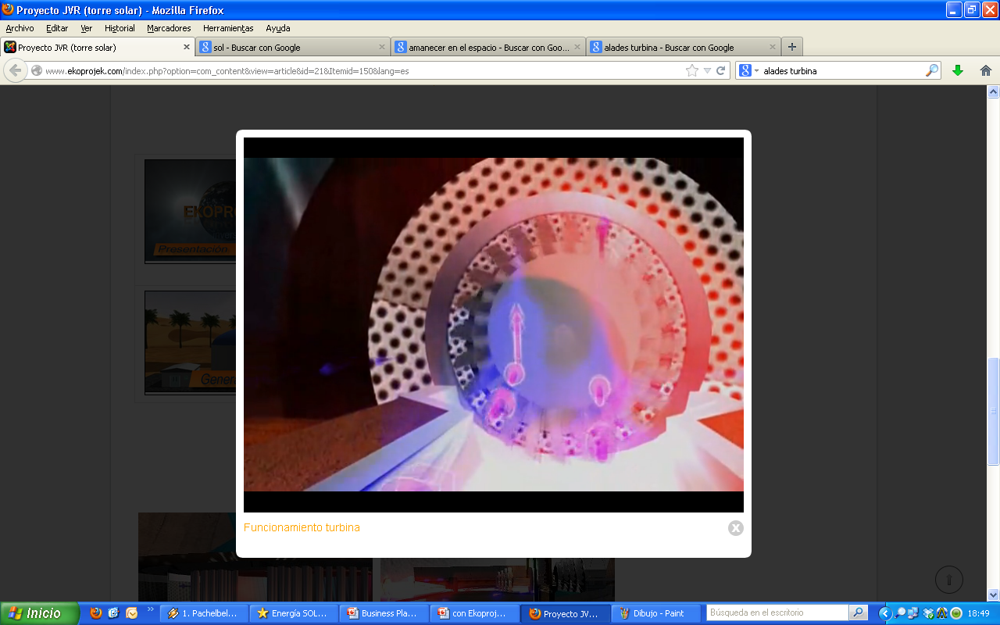 Proyecto JVR (torre solar) - Mozilla Firefox
Archivo Editar Ver Historial Marcadores Herramientas Ayuda
Proyecto JVR (torre solar)
sol - Buscar con Google
amanecer en el espacio - Buscar con Goo...
alades turbina - Buscar con Google
www.ekoprojek.com/index.php?option=com_content&view=article&id=21&Itemid=150&lang=es
alades turbina
EKOPRO
Presentación
Gener
Funcionamiento turbina
Inicio
1. Pachelbel...
Energía SOL...
Business Pla...
con Ekoproj...
Proyecto JV...
Dibujo - Paint
Búsqueda en el escritorio
18:49